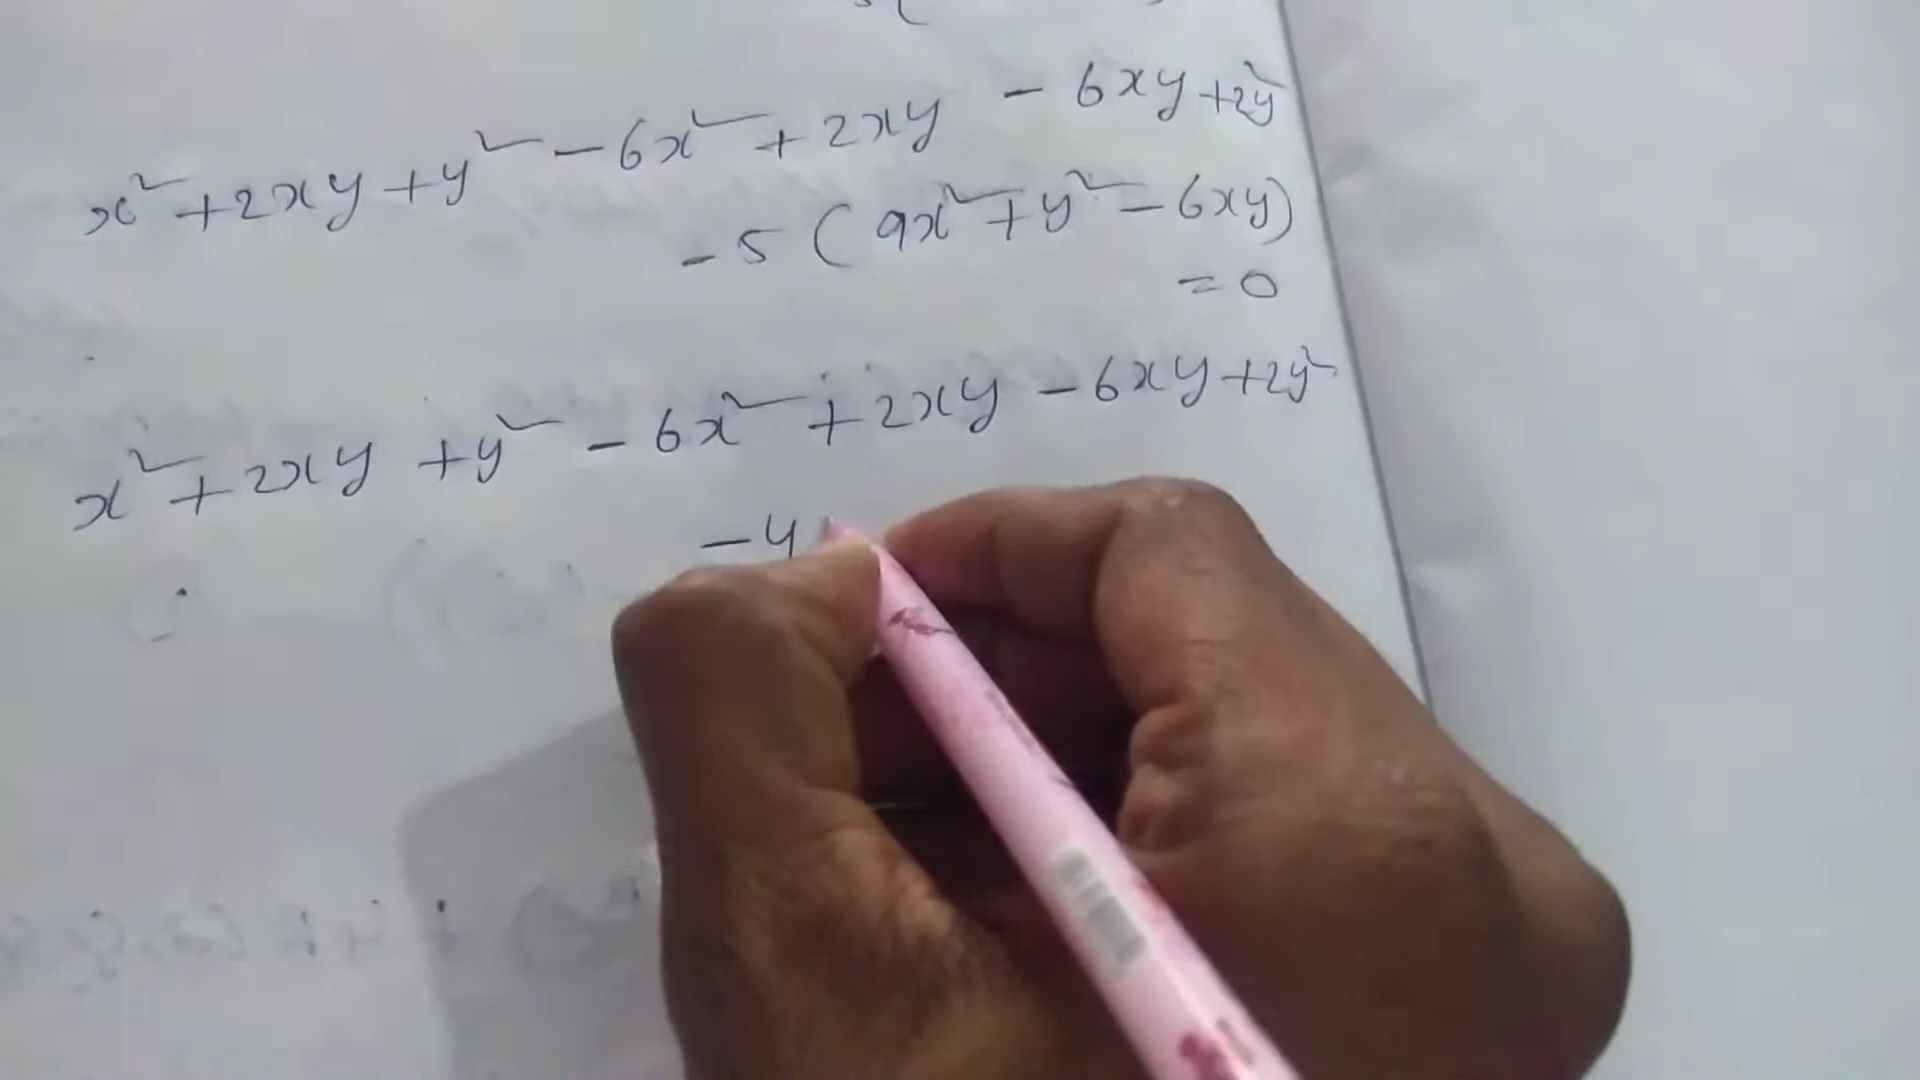 x² + 2xy + y² - 6x² + 2xy - 6xy + 2y²
- 5 (9x² + y² - 6xy)
= 0
x² + 2xy + y² - 6x² + 2xy - 6xy + 2y²
- 4